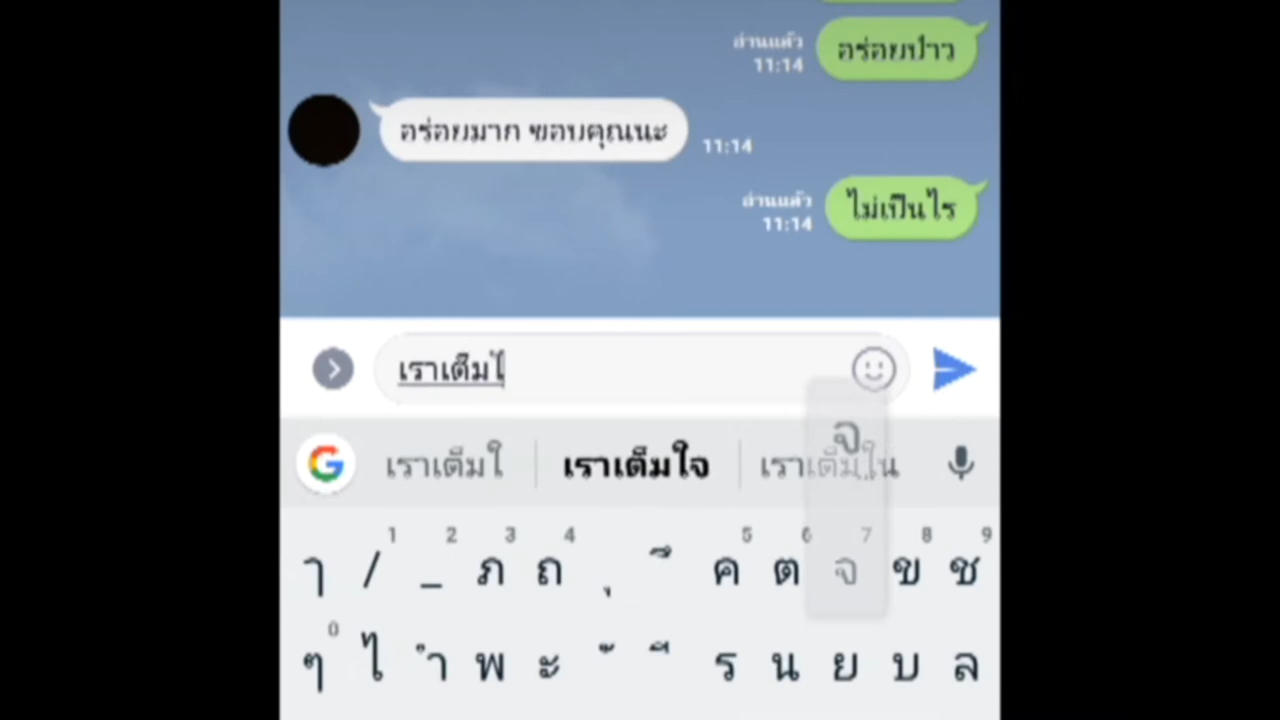 อ่านแล้ว
11:14
อร่อยป่าว
อร่อยมาก ขอบคุณนะ
11:14
อ่านแล้ว
11:14
ไม่เป็นไร
เราเต็มใ
เราเต็มใ เราเต็มใจ เราเต็มใน
จ
1 2 3 4 5 6 7 8 9
ๅ / _ ภ ถ ุ ึ ค ต จ ข ช
0
ๆ ไ ำ พ ะ ั ี ร น ย บ ล